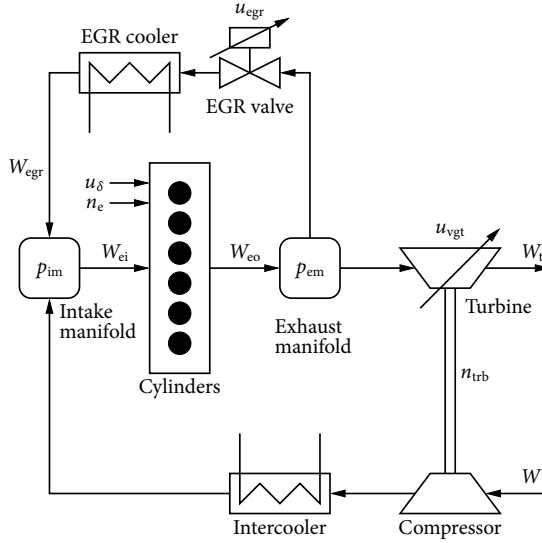 u_egr
EGR cooler
EGR valve
W_egr
u_δ
n_e
u_vgt
W_ei
W_eo
W_t
p_im
p_em
Intake
manifold
Exhaust
manifold
Turbine
Cylinders
n_trb
W
Intercooler
Compressor